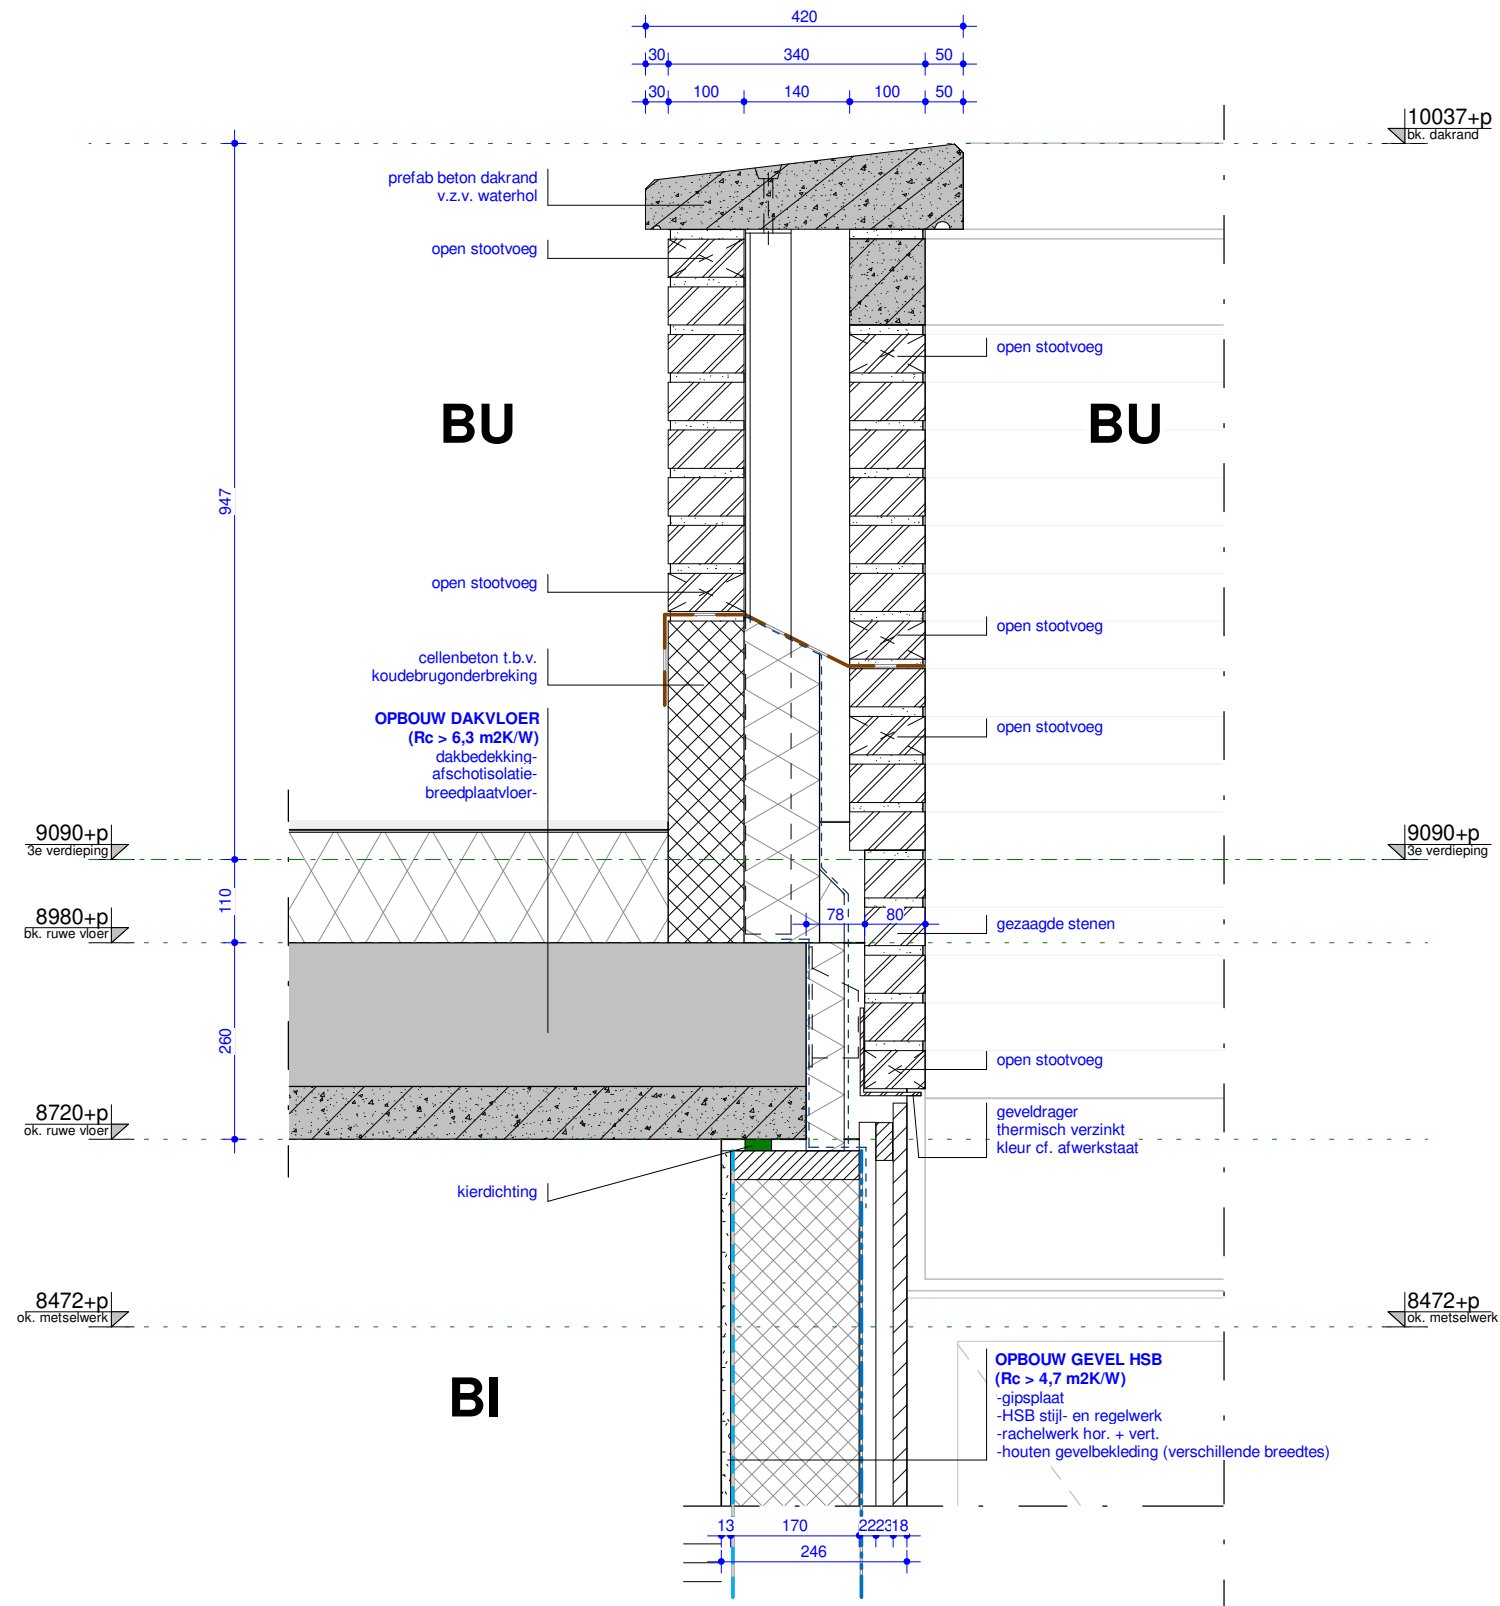 420
30 340 50
30 100 140 100 50
10037+p
bk. dakrand
prefab beton dakrand
v.z.v. waterhol
open stootvoeg
open stootvoeg
BU
BU
947
open stootvoeg
open stootvoeg
cellenbeton t.b.v.
koudebrugonderbreking
OPBOUW DAKVLOER
(Rc > 6,3 m2K/W)
dakbedekking-
afschotisolatie-
breedplaatvloer-
open stootvoeg
9090+p
3e verdieping
9090+p
3e verdieping
110
8980+p
bk. ruwe vloer
78 80
gezaagde stenen
260
open stootvoeg
8720+p
ok. ruwe vloer
geveldrager
thermisch verzinkt
kleur cf. afwerkstaat
kierdichting
8472+p
ok. metselwerk
8472+p
ok. metselwerk
BI
OPBOUW GEVEL HSB
(Rc > 4,7 m2K/W)
-gipsplaat
-HSB stijl- en regelwerk
-rachelwerk hor. + vert.
-houten gevelbekleding (verschillende breedtes)
13 170 22 23 18
246